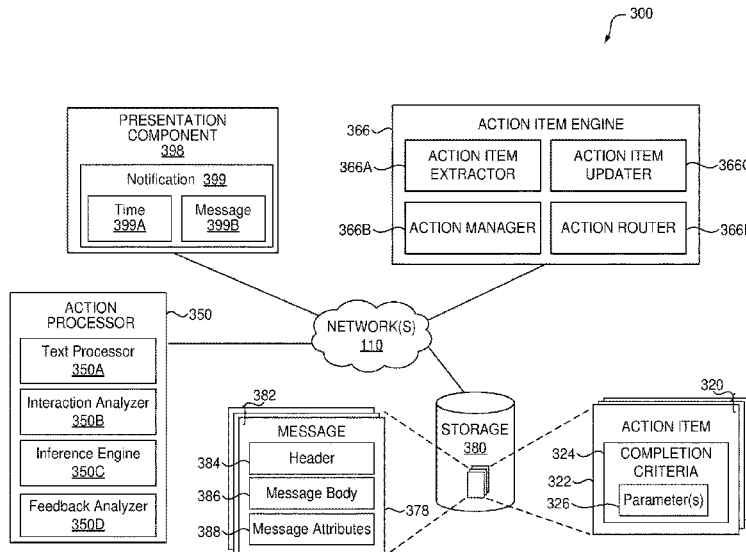 300
PRESENTATION
COMPONENT
398
Notification 399
Time
399A
Message
399B
366
ACTION ITEM ENGINE
366A
ACTION ITEM
EXTRACTOR
ACTION ITEM
UPDATER
366B
ACTION MANAGER
ACTION ROUTER
ACTION
PROCESSOR
350
Text Processor
350A
Interaction Analyzer
350B
Inference Engine
350C
Feedback Analyzer
350D
NETWORK(S)
110
382
MESSAGE
384
Header
386
Message Body
388
Message Attributes
378
STORAGE
380
320
ACTION ITEM
324
COMPLETION
CRITERIA
322
326
Parameter(s)